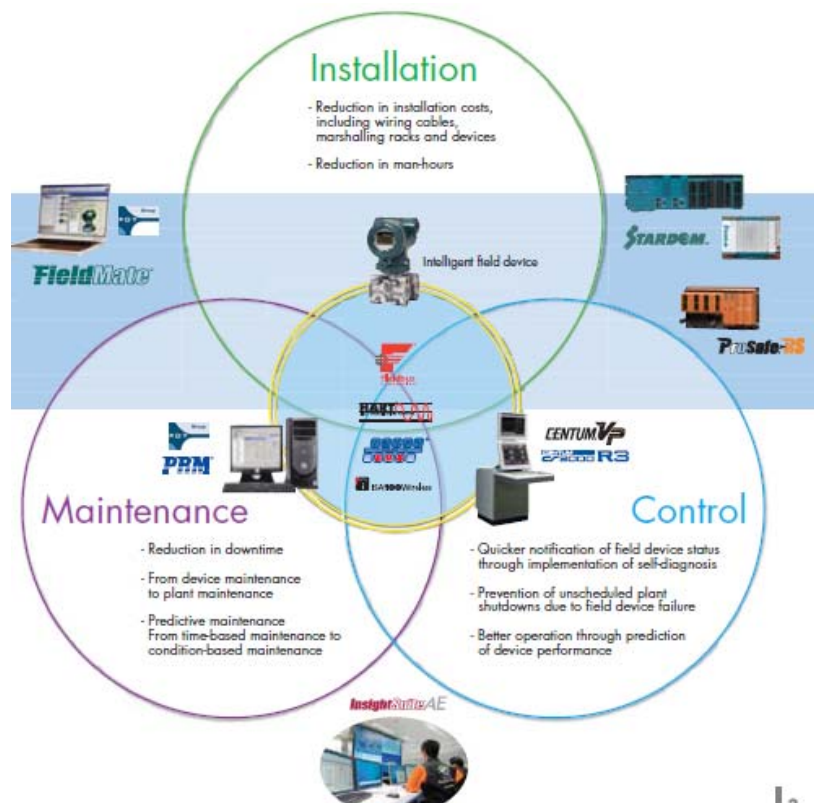 Installation
- Reduction in installation costs,
including wiring cables,
marshalling racks and devices
- Reduction in man-hours
Intelligent field device
FieldMate
STARDOM
ProSafe-RS
HART
CENTUM VP
R3
PRM
Maintenance
- Reduction in downtime
- From device maintenance
to plant maintenance
- Predictive maintenance
From time-based maintenance to
condition-based maintenance
Control
- Quicker notification of field device status
through implementation of self-diagnosis
- Prevention of unscheduled plant
shutdowns due to field device failure
- Better operation through prediction
of device performance
InsightSuiteAE